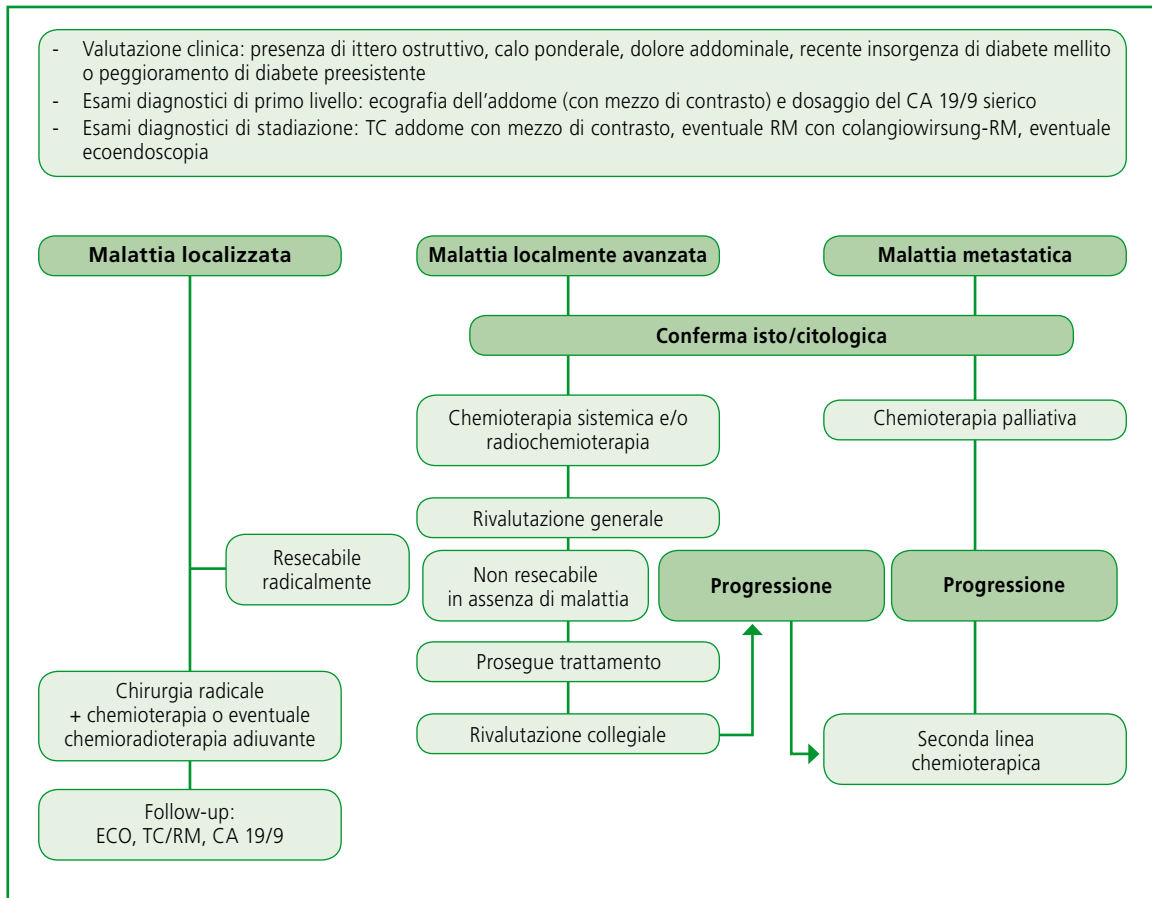 - Valutazione clinica: presenza di ittero ostruttivo, calo ponderale, dolore addominale, recente insorgenza di diabete mellito
o peggioramento di diabete preesistente
- Esami diagnostici di primo livello: ecografia dell'addome (con mezzo di contrasto) e dosaggio del CA 19/9 sierico
- Esami diagnostici di stadiazione: TC addome con mezzo di contrasto, eventuale RM con colangiowirsung-RM, eventuale
ecoendoscopia
Malattia localizzata
Resecabile
radicalmente
Chirurgia radicale
+ chemioterapia o eventuale
chemioradioterapia adiuvante
Follow-up:
ECO, TC/RM, CA 19/9
Malattia localmente avanzata
Malattia metastatica
Conferma isto/citologica
Chemioterapia sistemica e/o
radiochemioterapia
Rivalutazione generale
Non resecabile
in assenza di malattia
Prosegue trattamento
Rivalutazione collegiale
Progressione
Chemioterapia palliativa
Progressione
Seconda linea
chemioterapica